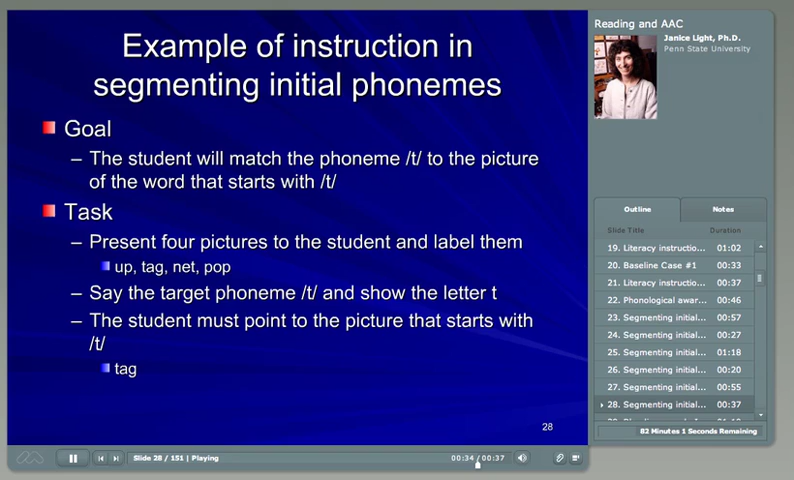 Example of instruction in
segmenting initial phonemes
Goal
– The student will match the phoneme /t/ to the picture
of the word that starts with /t/
Task
– Present four pictures to the student and label them
up, tag, net, pop
– Say the target phoneme /t/ and show the letter t
– The student must point to the picture that starts with
/t/
tag
28
Slide 28 / 151 | Playing
00:34 / 00:37
Reading and AAC
Janice Light, Ph.D.
Penn State University
Outline Notes
Slide Title Duration
19. Literacy instructio... 01:02
20. Baseline Case #1 00:33
21. Literacy instructio... 00:37
22. Phonological awar... 00:46
23. Segmenting initial... 00:57
24. Segmenting initial... 00:27
25. Segmenting initial... 01:18
26. Segmenting initial... 00:20
27. Segmenting initial... 00:55
28. Segmenting initial... 00:37
82 Minutes 1 Seconds Remaining